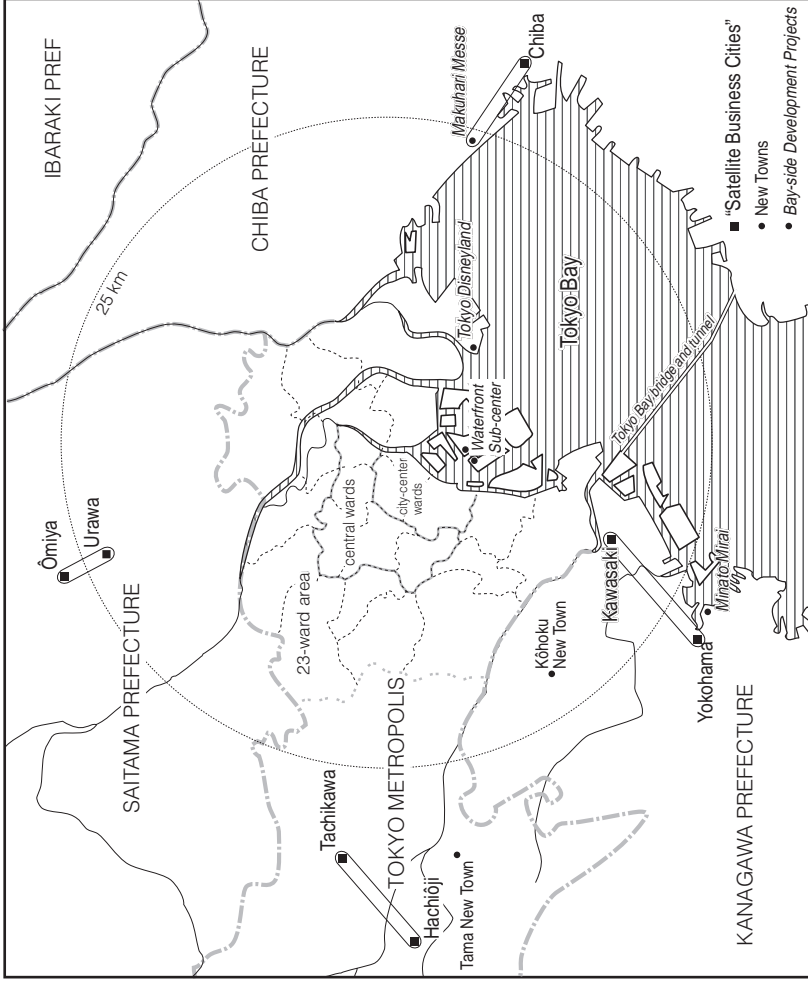 IBARAKI PREF
CHIBA PREFECTURE
25 km
Makuhari Messe
Chiba
Ômiya
Urawa
SAITAMA PREFECTURE
23-ward area
central wards
city-center
wards
Tokyo Disneyland
Waterfront
Sub-center
Tokyo Bay
Tokyo Bay bridge and tunnel
Tachikawa
TOKYO METROPOLIS
Hachiôji
Tama New Town
Kôhoku
New Town
Kawasaki
Minato Mirai
Yokohama
KANAGAWA PREFECTURE
"Satellite Business Cities"
New Towns
Bay-side Development Projects